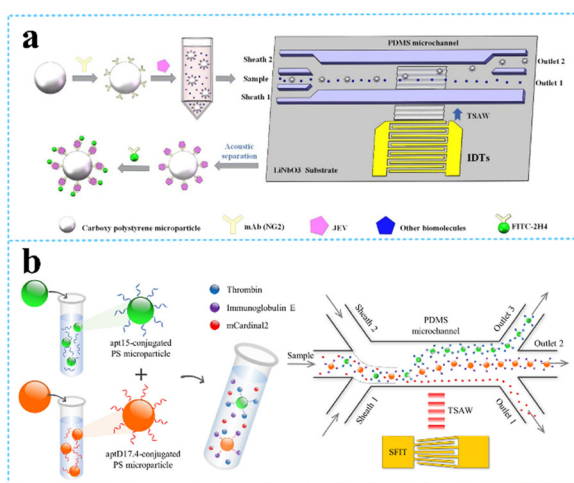 a
PDMS microchannel
mAb
JEV
Sheath 2
Sample
Sheath 1
Outlet 2
Outlet 1
TSAW
IDTs
LiNbO3 Substrate
Acoustic
separation
Carboxy polystyrene microparticle
mAb (NG2)
JEV
Other biomolecules
FITC-2H4
b
Thrombin
Immunoglobulin E
mCardinal2
apt15-conjugated
PS microparticle
+
aptD17.4-conjugated
PS microparticle
Sheath 2
PDMS
microchannel
Outlet 3
Sample
Outlet 2
Sheath 1
TSAW
Outlet 1
SFIT